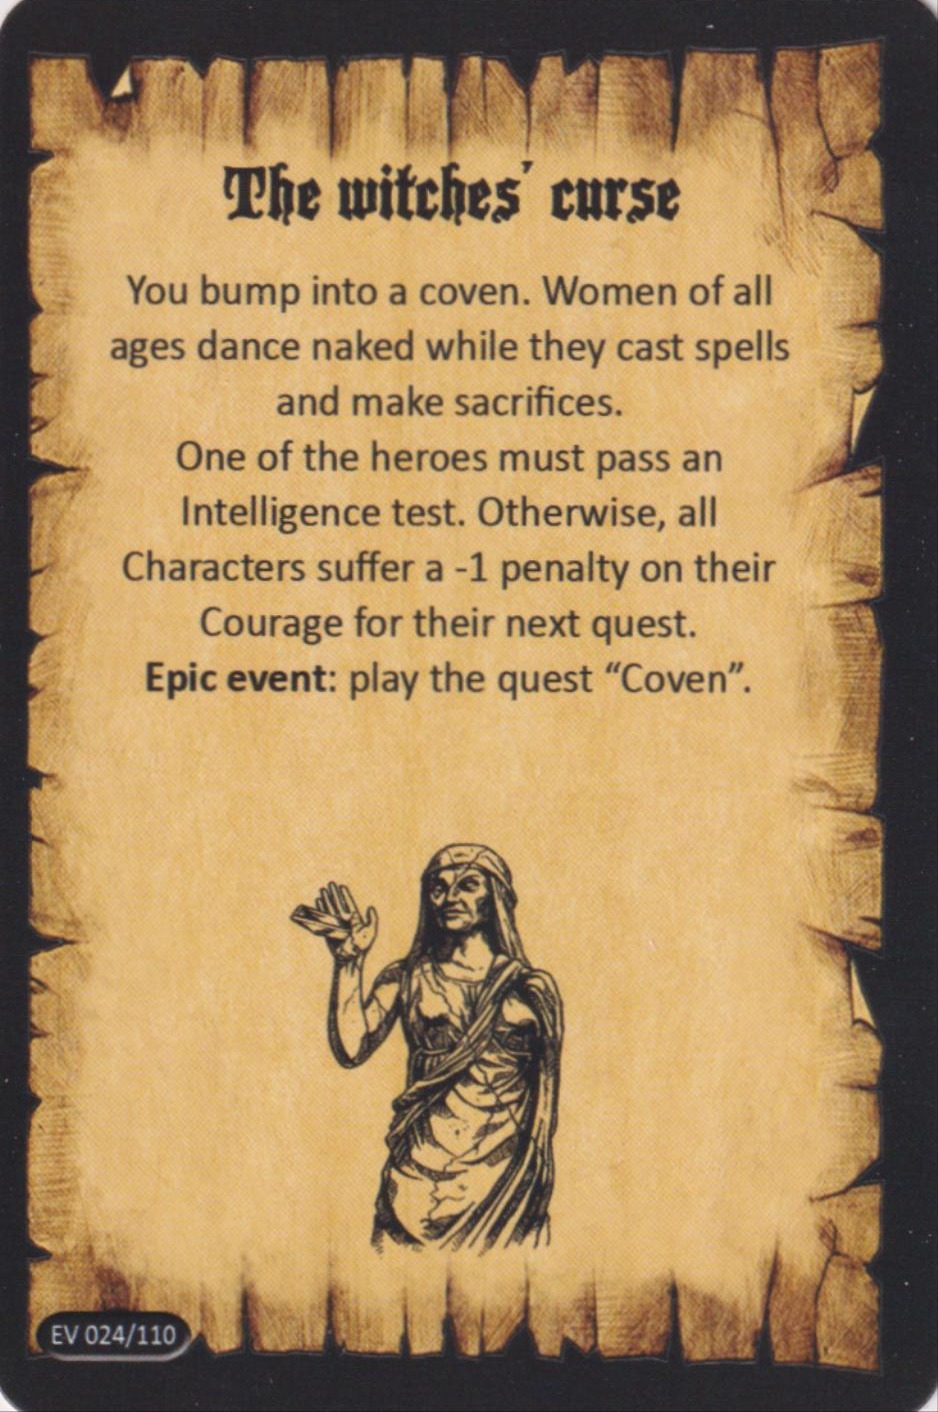 The witches' curse
You bump into a coven. Women of all
ages dance naked while they cast spells
and make sacrifices.
One of the heroes must pass an
Intelligence test. Otherwise, all
Characters suffer a -1 penalty on their
Courage for their next quest.
Epic event: play the quest “Coven”.
EV 024/110